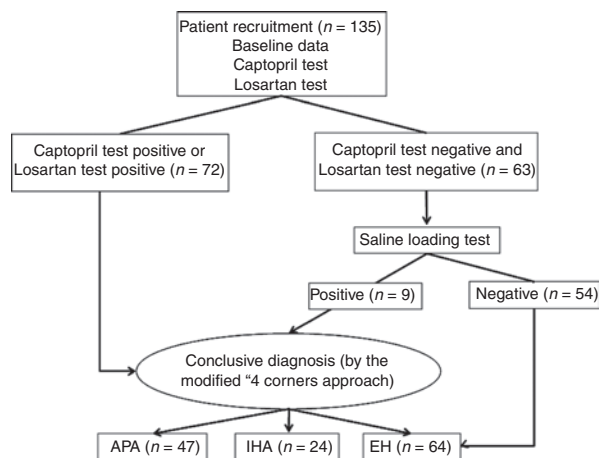 Patient recruitment (n = 135)
Baseline data
Captopril test
Losartan test
Captopril test positive or
Losartan test positive (n = 72)
Captopril test negative and
Losartan test negative (n = 63)
Saline loading test
Positive (n = 9)
Negative (n = 54)
Conclusive diagnosis (by the
modified “4 corners approach)
APA (n = 47)
IHA (n = 24)
EH (n = 64)